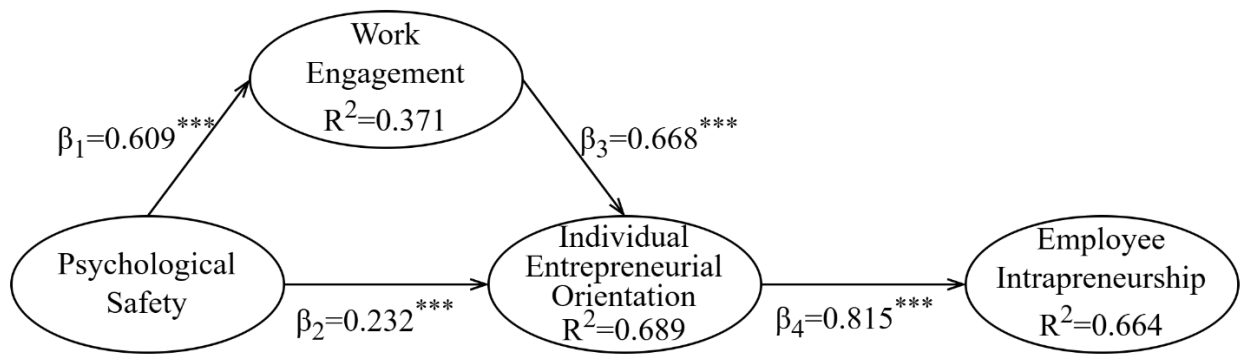 Work
Engagement
R²=0.371
β₁=0.609***
β₃=0.668***
Psychological
Safety
β₂=0.232***
Individual
Entrepreneurial
Orientation
R²=0.689
β₄=0.815***
Employee
Intrapreneurship
R²=0.664